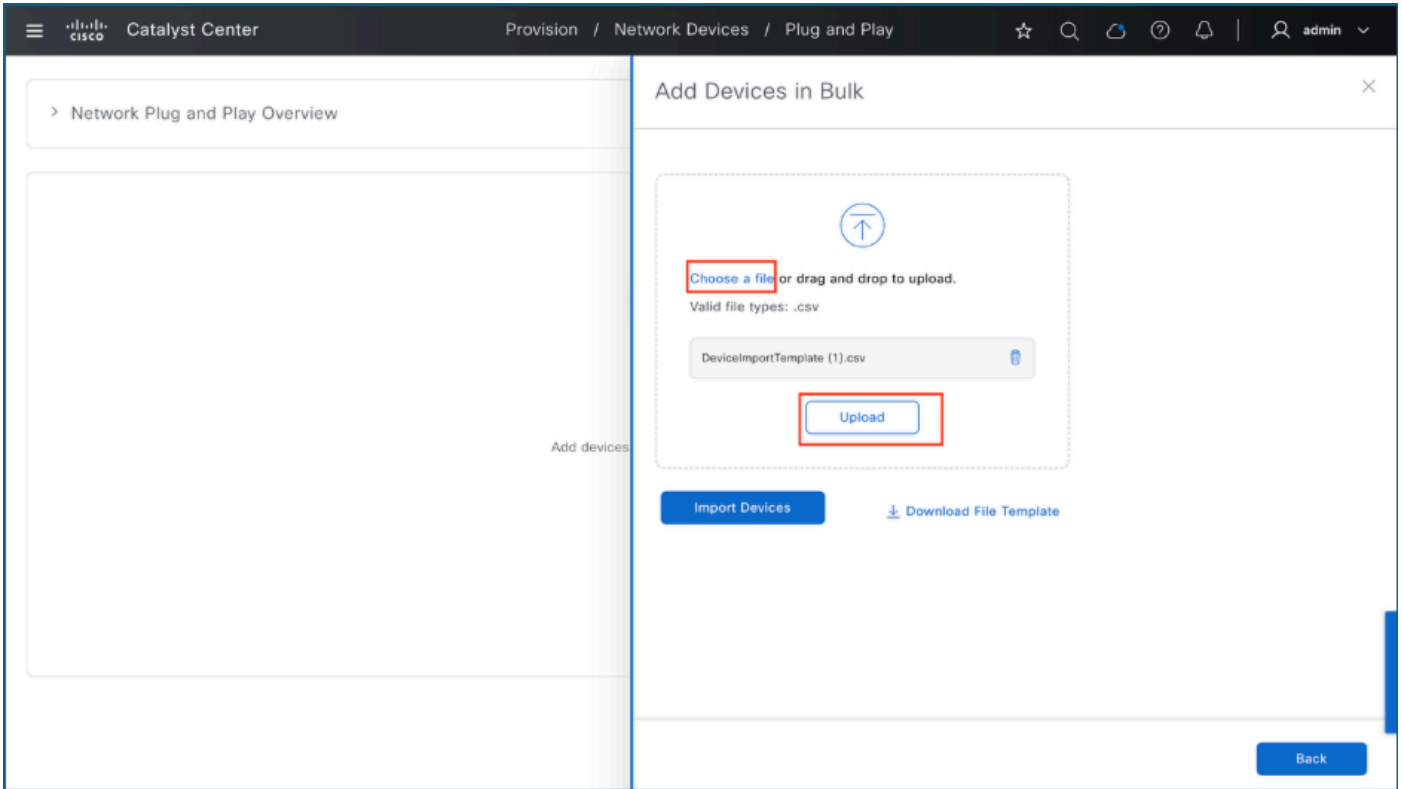 cisco Catalyst Center Provision / Network Devices / Plug and Play admin
> Network Plug and Play Overview
Add devices
Add Devices in Bulk
Choose a file or drag and drop to upload.
Valid file types: .csv
DeviceImportTemplate (1).csv
Upload
Import Devices Download File Template
Back